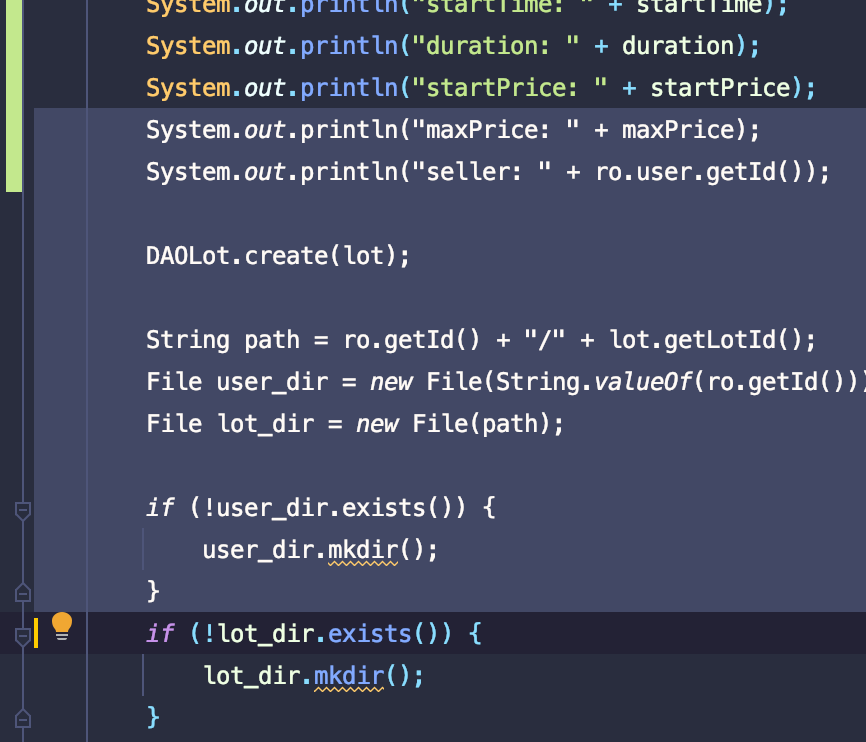 System.out.println("startTime: " + startTime);
System.out.println("duration: " + duration);
System.out.println("startPrice: " + startPrice);
System.out.println("maxPrice: " + maxPrice);
System.out.println("seller: " + ro.user.getId());
DAOLot.create(lot);
String path = ro.getId() + "/" + lot.getLotId();
File user_dir = new File(String.valueOf(ro.getId()))
File lot_dir = new File(path);
if (!user_dir.exists()) {
user_dir.mkdir();
}
if (!lot_dir.exists()) {
lot_dir.mkdir();
}